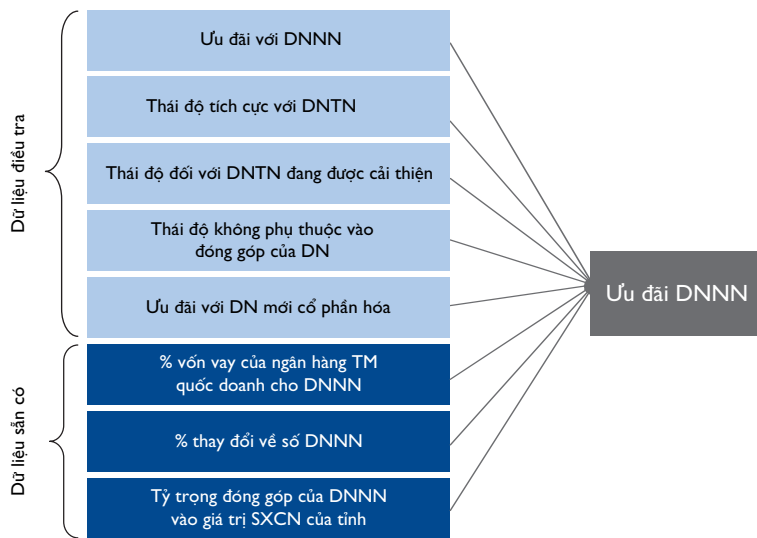 Dữ liệu điều tra
Ưu đãi với DNNN
Thái độ tích cực với DNTN
Thái độ đối với DNTN đang được cải thiện
Thái độ không phụ thuộc vào
đóng góp của DN
Ưu đãi với DN mới cổ phần hóa
Dữ liệu sẵn có
% vốn vay của ngân hàng TM
quốc doanh cho DNNN
% thay đổi về số DNNN
Tỷ trọng đóng góp của DNNN
vào giá trị SXCN của tỉnh
Ưu đãi DNNN